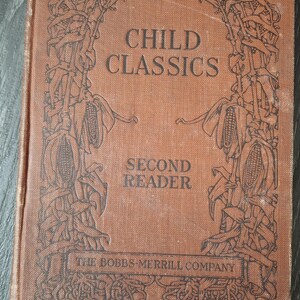 CHILD
CLASSICS
SECOND
READER
THE BOBBS-MERRILL COMPANY